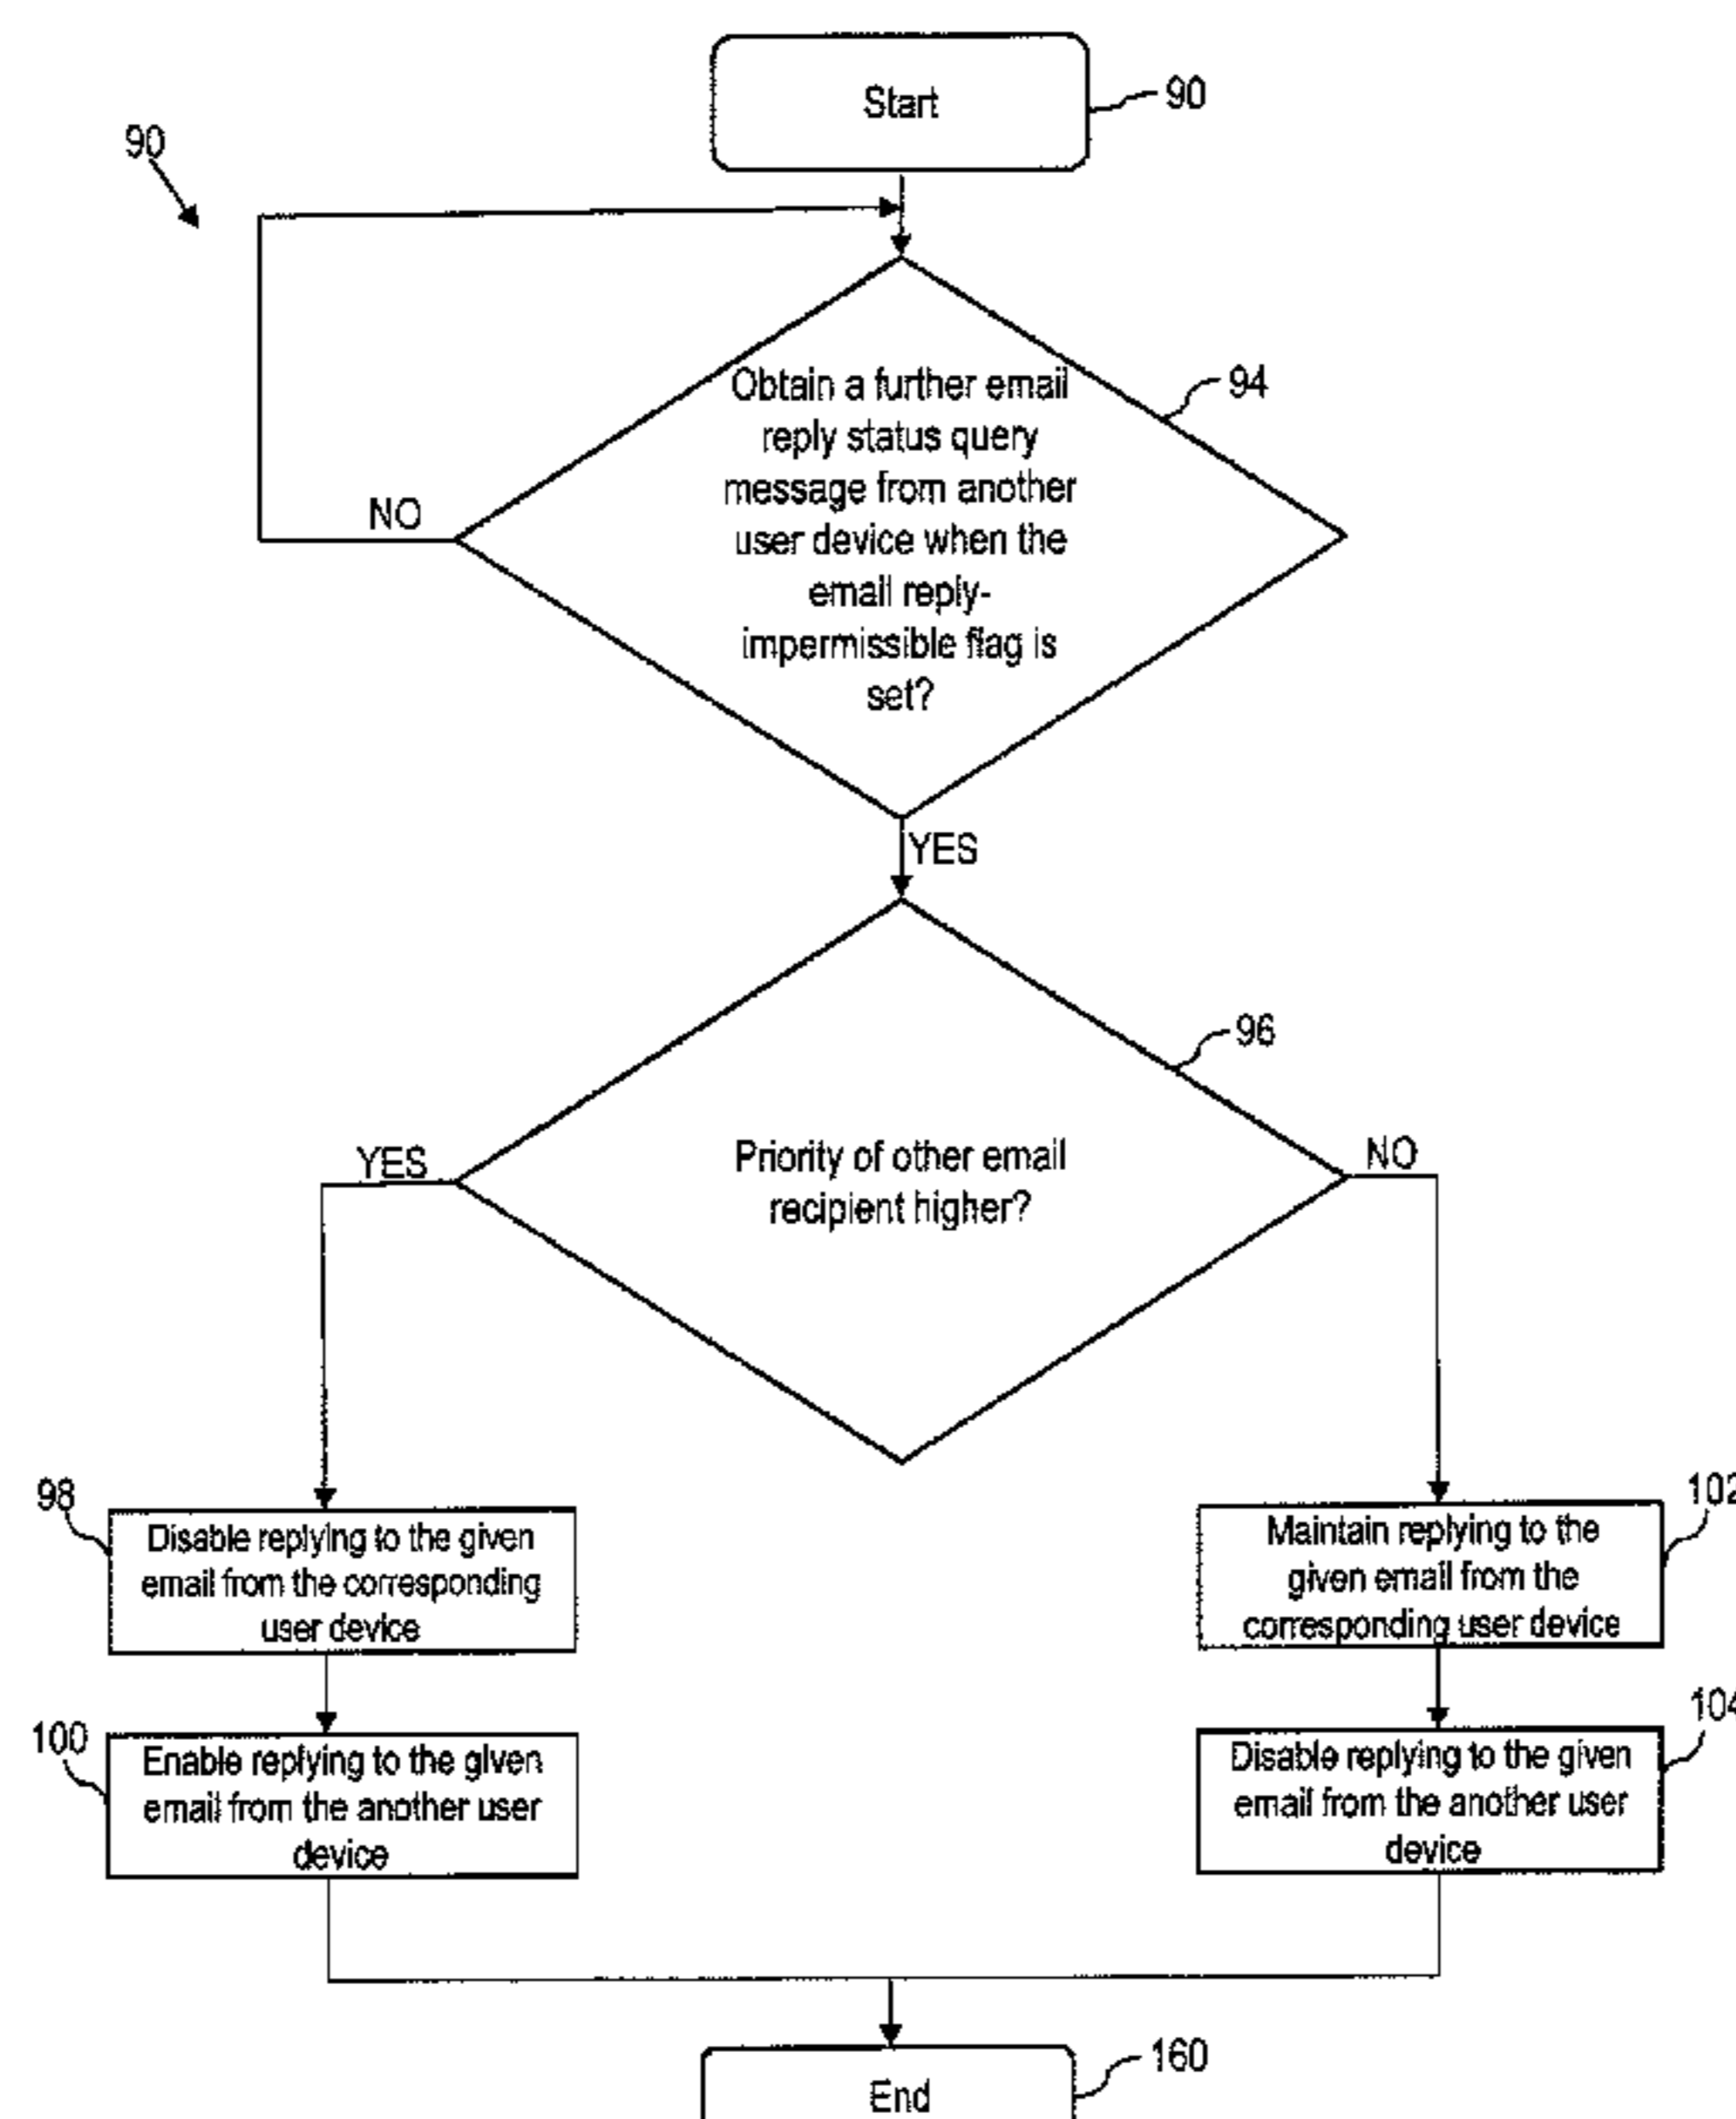 Start
90
90
Obtain a further email
reply status query
message from another
user device when the
email reply-
impermissible flag is
set?
94
NO
YES
96
Priority of other email
recipient higher?
YES
NO
98
Disable replying to the given
email from the corresponding
user device
102
Maintain replying to the
given email from the
corresponding user device
100
Enable replying to the given
email from the another user
device
104
Disable replying to the given
email from the another user
device
160
End